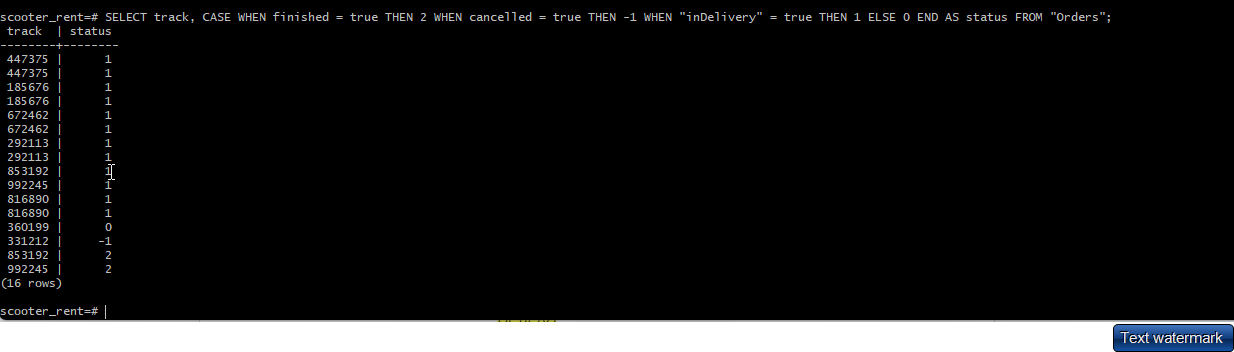 scooter_rent=# SELECT track, CASE WHEN finished = true THEN 2 WHEN cancelled = true THEN -1 WHEN "inDelivery" = true THEN 1 ELSE 0 END AS status FROM "Orders";
 track  | status
--------+--------
 447375 |      1
 447375 |      1
 185676 |      1
 185676 |      1
 672462 |      1
 672462 |      1
 292113 |      1
 292113 |      1
 853192 |      1
 992245 |      1
 816890 |      1
 816890 |      1
 360199 |      0
 331212 |     -1
 853192 |      2
 992245 |      2
(16 rows)
scooter_rent=#
Text watermark